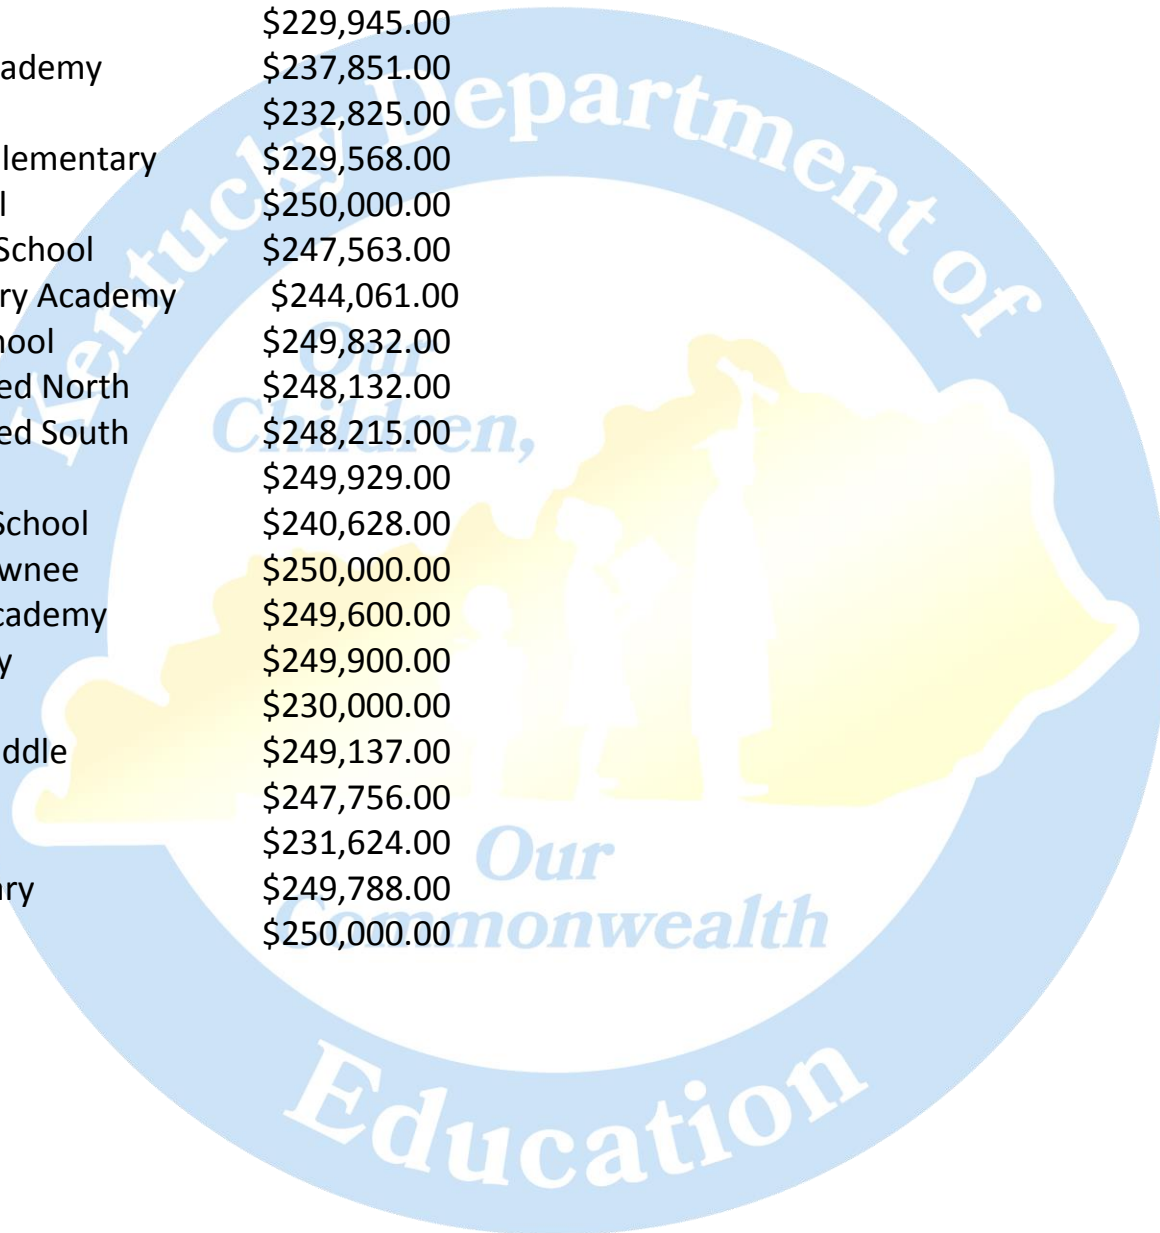 $229,945.00
ademy $237,851.00
$232,825.00
lementary $229,568.00
l $250,000.00
School $247,563.00
ry Academy $244,061.00
hool $249,832.00
ed North $248,132.00
ed South $248,215.00
$249,929.00
School $240,628.00
wnee $250,000.00
cademy $249,600.00
y $249,900.00
$230,000.00
ddle $249,137.00
$247,756.00
$231,624.00
ary $249,788.00
$250,000.00
Kentucky Department of
Education
Our
Children,
Our
Commonwealth